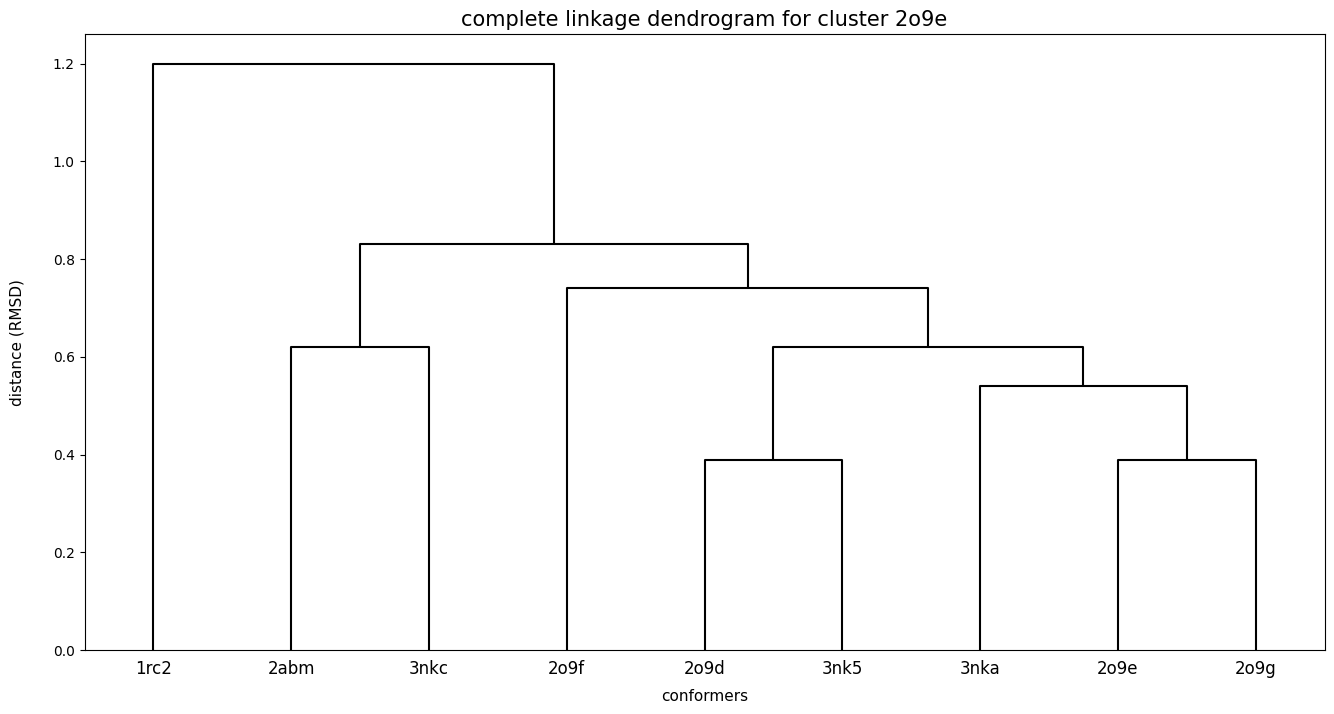 complete linkage dendrogram for cluster 2o9e
1.2
1.0
0.8
0.6
0.4
0.2
0.0
distance (RMSD)
1rc2 2abm 3nkc 2o9f 2o9d 3nk5 3nka 2o9e 2o9g
conformers